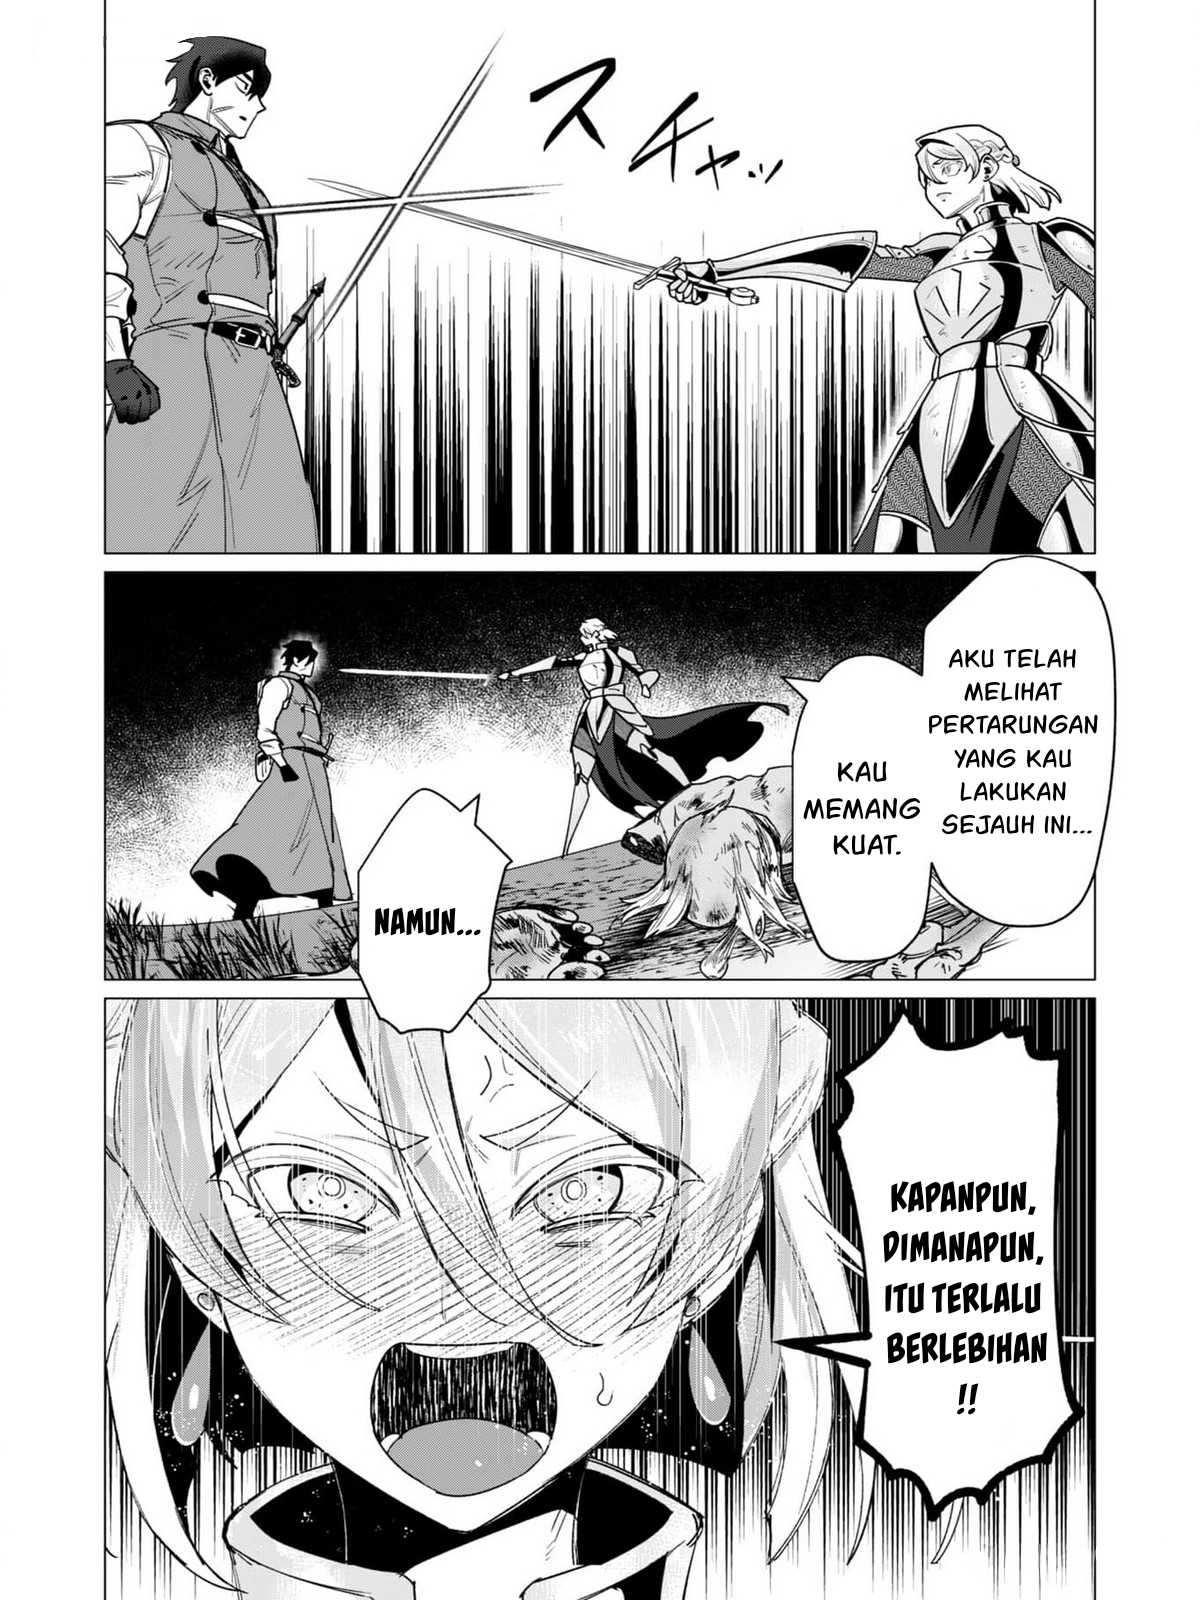 スチャッ
AKU TELAH
MELIHAT
PERTARUNGAN
YANG KAU
LAKUKAN
SEJAUH INI...
KAU
MEMANG
KUAT.
NAMUN...
KAPANPUN,
DIMANAPUN,
ITU TERLALU
BERLEBIHAN
!!